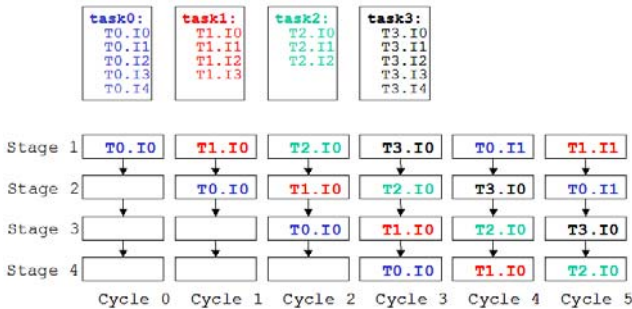 task0: task1: task2: task3:
T0.I0 T1.I0 T2.I0 T3.I0
T0.I1 T1.I1 T2.I1 T3.I1
T0.I2 T1.I2 T2.I2 T3.I2
T0.I3 T1.I3 T3.I3
T0.I4 T3.I4
Stage 1 T0.I0 T1.I0 T2.I0 T3.I0 T0.I1 T1.I1
Stage 2 T0.I0 T1.I0 T2.I0 T3.I0 T0.I1
Stage 3 T0.I0 T1.I0 T2.I0 T3.I0
Stage 4 T0.I0 T1.I0 T2.I0
Cycle 0 Cycle 1 Cycle 2 Cycle 3 Cycle 4 Cycle 5